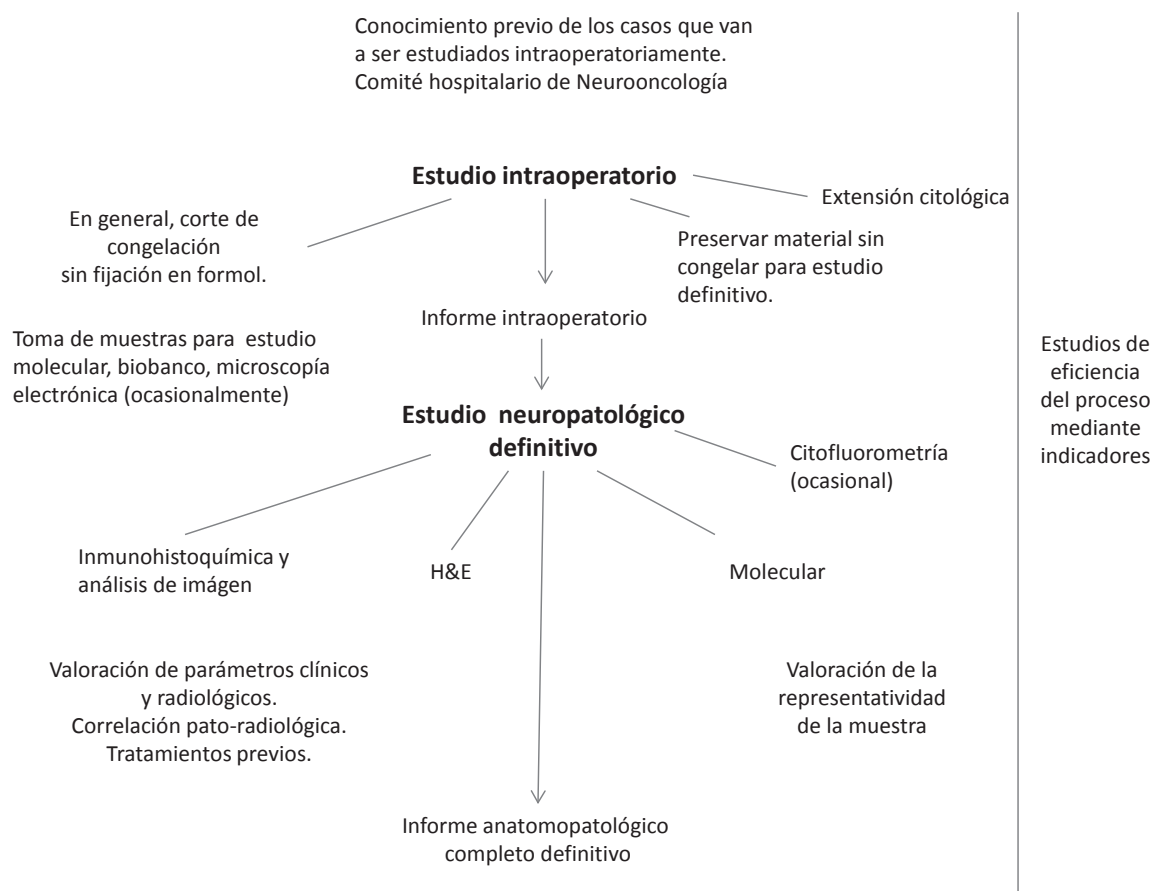 Conocimiento previo de los casos que van
a ser estudiados intraoperatoriamente.
Comité hospitalario de Neurooncología
Estudio intraoperatorio
Extensión citológica
En general, corte de
congelación
sin fijación en formol.
Preservar material sin
congelar para estudio
definitivo.
Informe intraoperatorio
Toma de muestras para estudio
molecular, biobanco, microscopía
electrónica (ocasionalmente)
Estudios de
eficiencia
del proceso
mediante
indicadores
Estudio neuropatológico
definitivo
Citofluorometría
(ocasional)
Inmunohistoquímica y
análisis de imágen
H&E
Molecular
Valoración de parámetros clínicos
y radiológicos.
Correlación pato-radiológica.
Tratamientos previos.
Valoración de la
representatividad
de la muestra
Informe anatomopatológico
completo definitivo